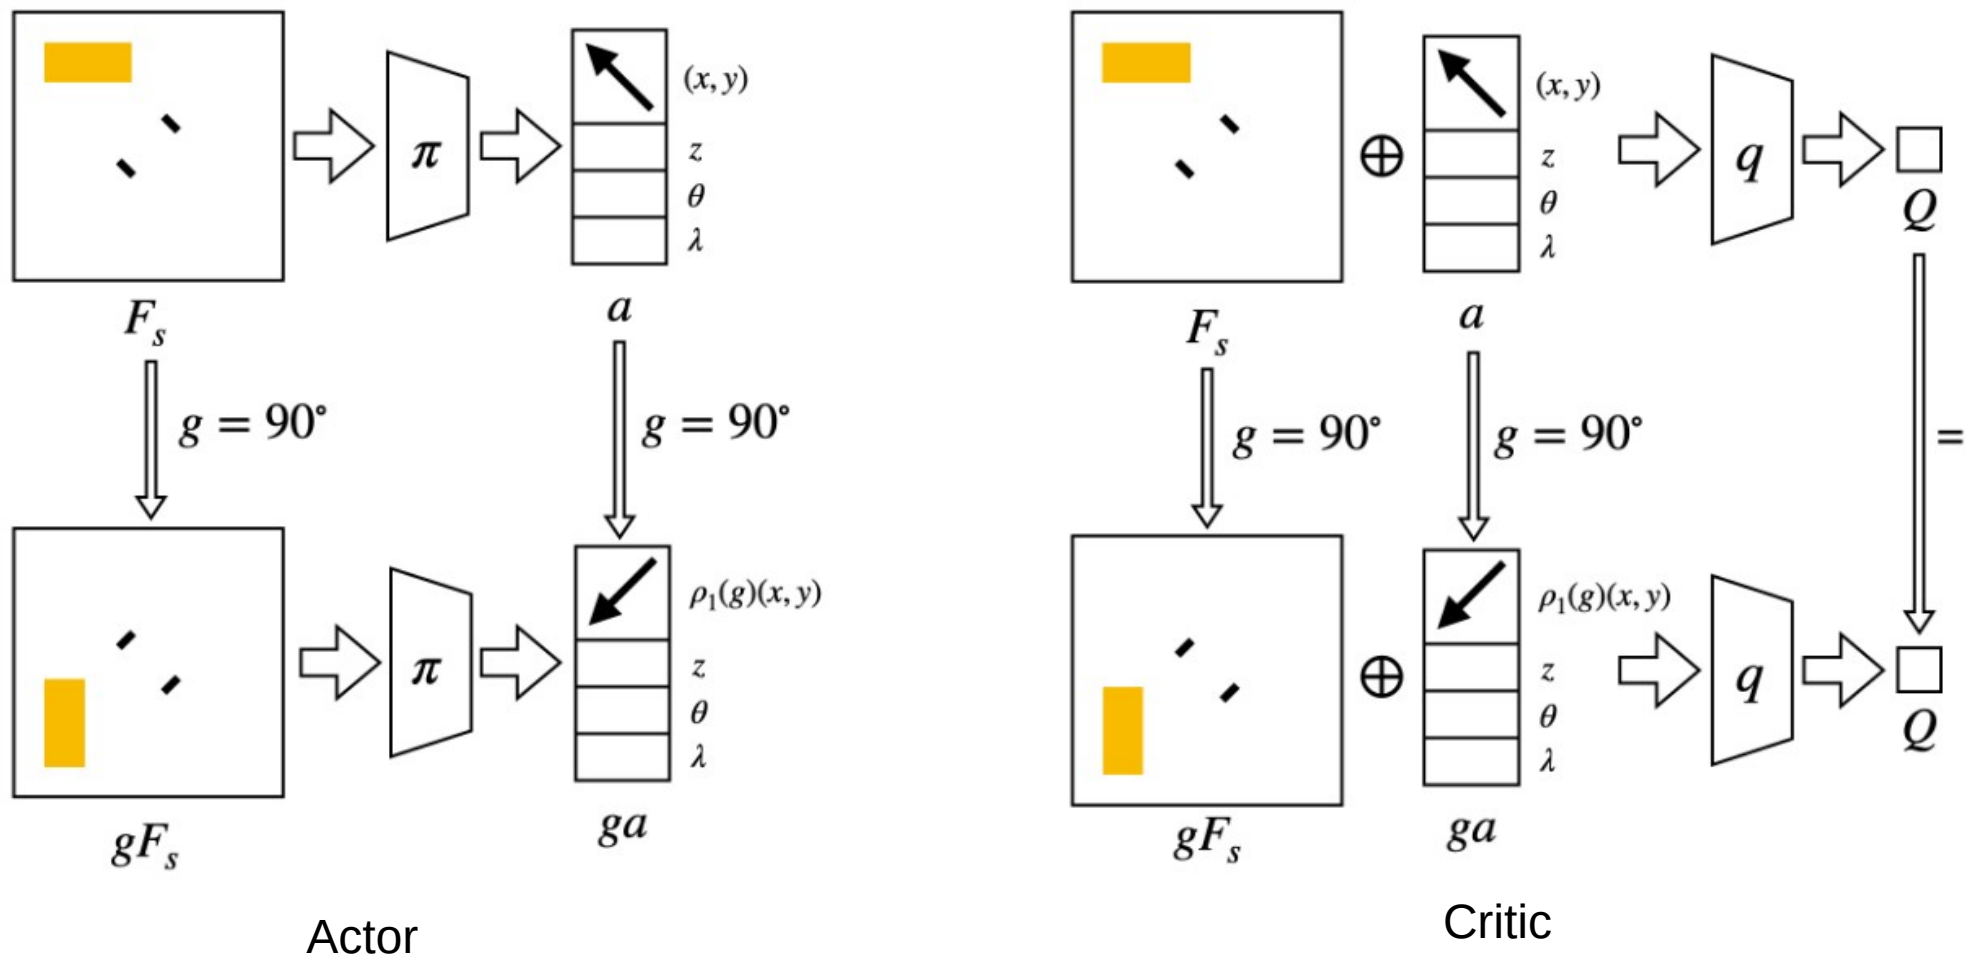 π
(x, y)
z
θ
λ
F_s
a
g = 90°
g = 90°
π
ρ₁(g)(x, y)
z
θ
λ
gF_s
ga
Actor
⊕
(x, y)
z
θ
λ
q
Q
F_s
a
g = 90°
g = 90°
=
⊕
ρ₁(g)(x, y)
z
θ
λ
q
Q
gF_s
ga
Critic